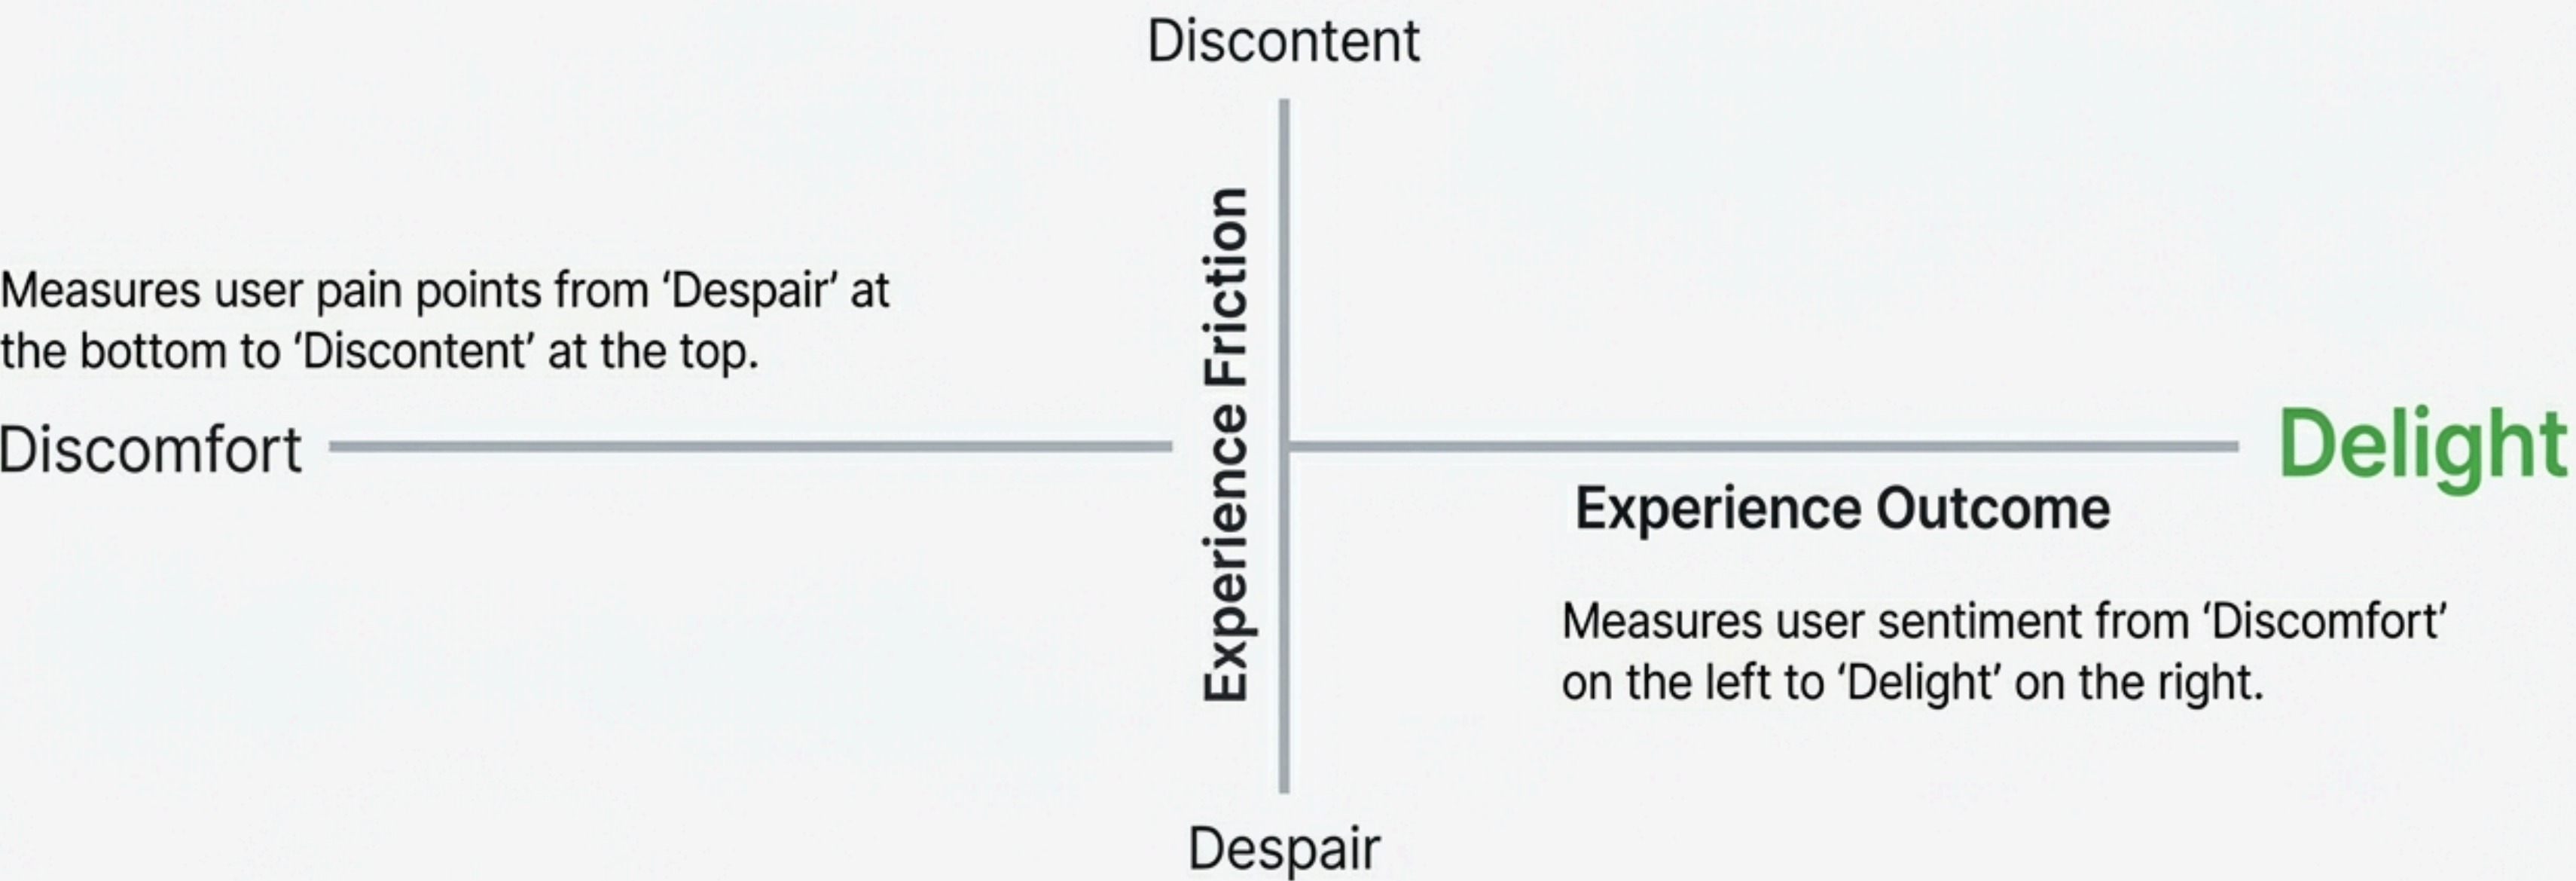 Discontent
Experience Friction
Measures user pain points from ‘Despair’ at
the bottom to ‘Discontent’ at the top.
Discomfort
Delight
Experience Outcome
Measures user sentiment from ‘Discomfort’
on the left to ‘Delight’ on the right.
Despair